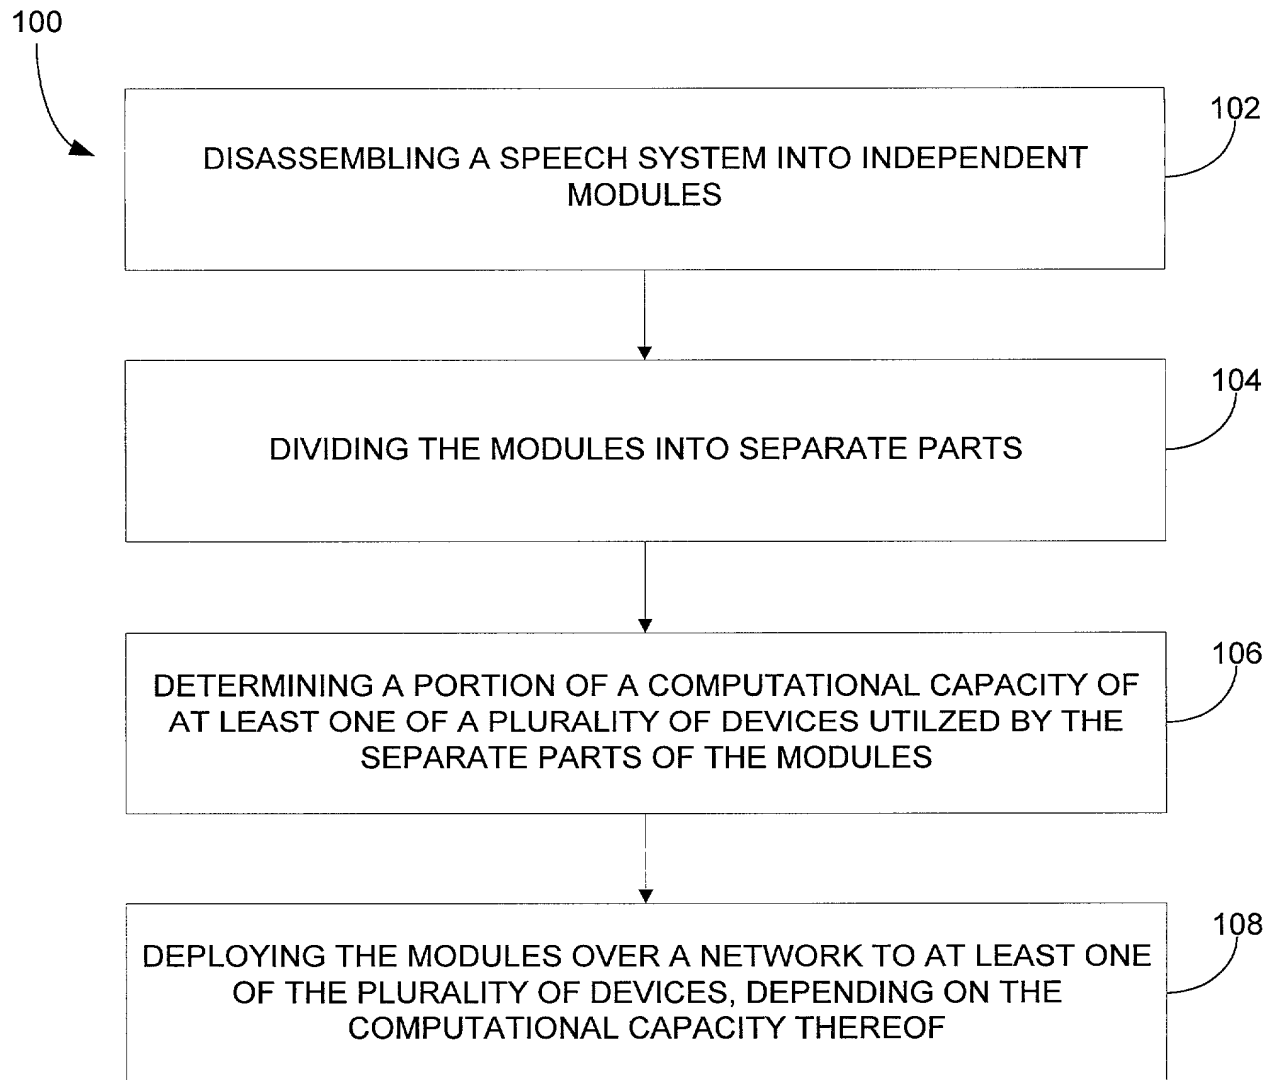 100
102
DISASSEMBLING A SPEECH SYSTEM INTO INDEPENDENT
MODULES
104
DIVIDING THE MODULES INTO SEPARATE PARTS
106
DETERMINING A PORTION OF A COMPUTATIONAL CAPACITY OF
AT LEAST ONE OF A PLURALITY OF DEVICES UTILZED BY THE
SEPARATE PARTS OF THE MODULES
108
DEPLOYING THE MODULES OVER A NETWORK TO AT LEAST ONE
OF THE PLURALITY OF DEVICES, DEPENDING ON THE
COMPUTATIONAL CAPACITY THEREOF